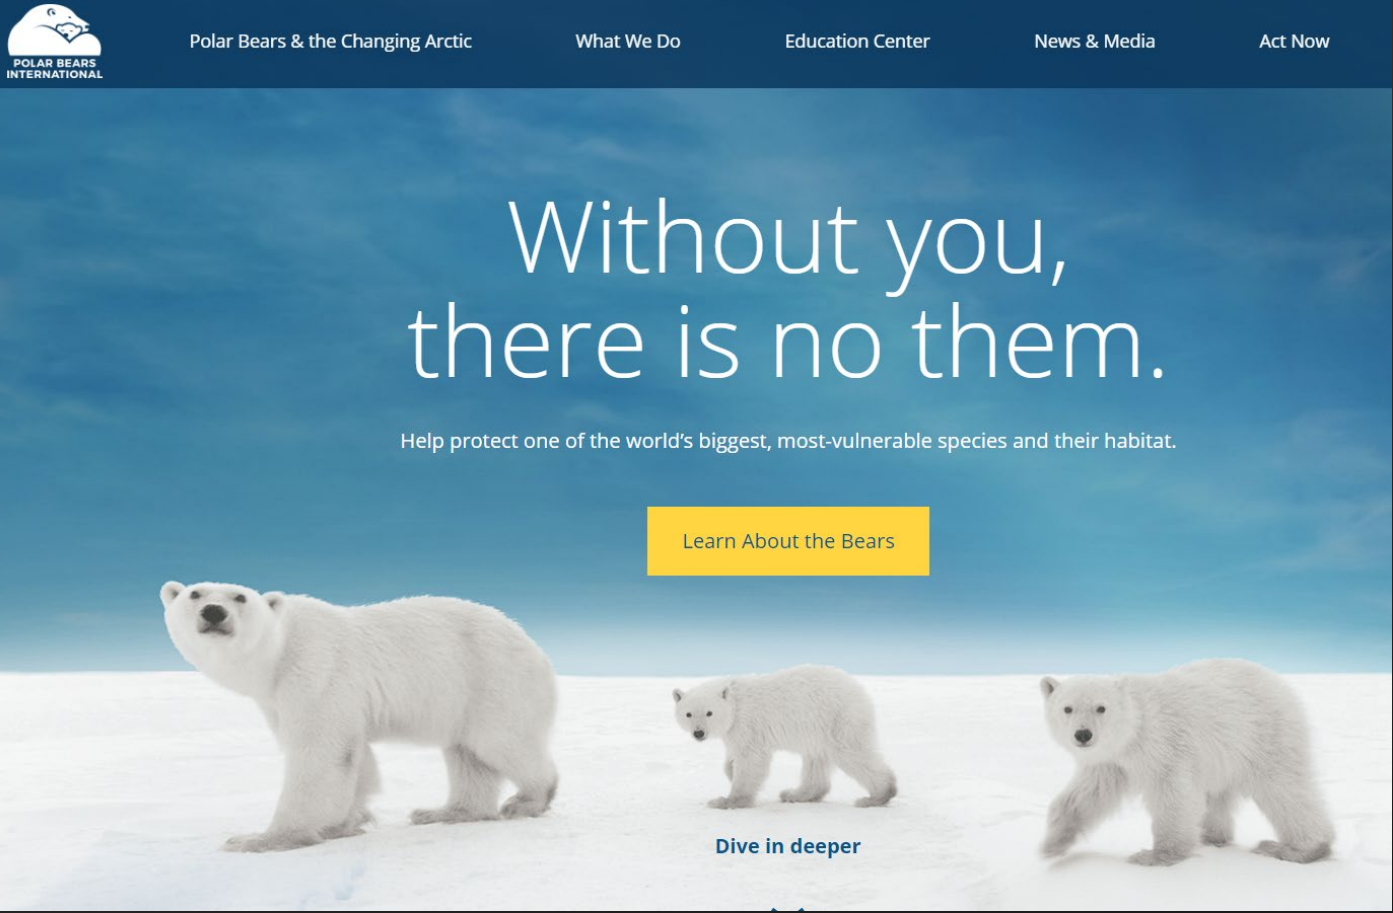 POLAR BEARS
INTERNATIONAL
Polar Bears & the Changing Arctic
What We Do
Education Center
News & Media
Act Now
Without you,
there is no them.
Help protect one of the world’s biggest, most-vulnerable species and their habitat.
Learn About the Bears
Dive in deeper